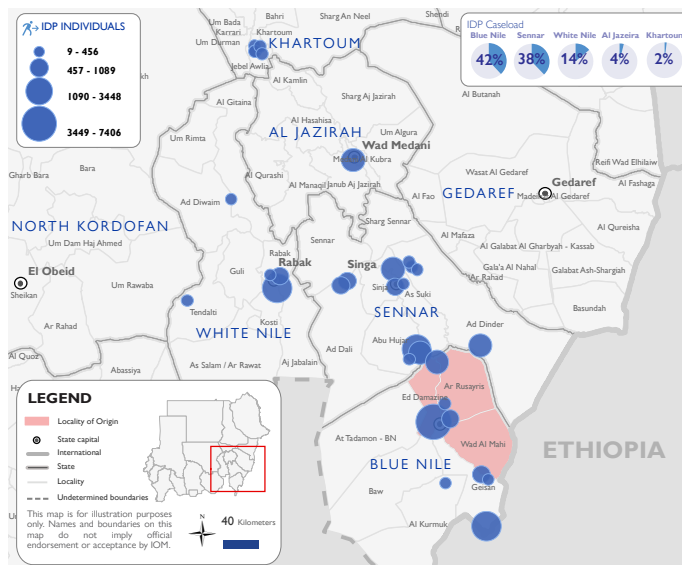 IDP INDIVIDUALS
9 - 456
457 - 1089
1090 - 3448
3449 - 7406
IDP Caseload
Blue Nile
Sennar
White Nile
Al Jazeira
Khartoum
42%
38%
14%
4%
2%
Bahri
Sharg An Neel
Shendi
Um Bada
Karrari
Khartoum
Um Durman
KHARTOUM
Jebel Awlia
Al Kamlin
Al Gitaina
Sharg Aj Jazirah
Al Butanah
Al Hasahisa
Um Rimta
AL JAZIRAH
Um Algura
Wad Medani
Al Kubra
Reifi Wad Elhilaiw
Bara
Gharb Bara
Al Qurashi
Wasat Al Gedaref
Gedaref
Al Fashaga
Al Manaqil
Janub Aj Jazirah
Al Fao
GEDAREF
Al Gedaref
Ad Diwaim
NORTH KORDOFAN
Sharg Sennar
Al Qureisha
Um Dam Haj Ahmed
Sennar
Al Mafaza
Al Galabat Al Gharbyah - Kassab
Rabak
Rabak
Singa
Gala'a Al Nahal
Galabat Ash-Shargiah
El Obeid
Guli
Ar Rahad
Sheikan
Um Rawaba
Sinja
As Suki
Tendalti
SENNAR
Basundah
Ar Rahad
Kosti
Ad Dinder
WHITE NILE
Ad Dali
Abu Hujar
Al Quoz
As Salam / Ar Rawat
Aj Jabalain
Abassiya
Ar Rusayris
Ed Damazine
At Tadamon - BN
Wad Al Mahi
ETHIOPIA
BLUE NILE
Baw
Geisan
Al Kurmuk
LEGEND
Locality of Origin
State capital
International
State
Locality
Undetermined boundaries
This map is for illustration purposes
only. Names and boundaries on this
map do not imply official
endorsement or acceptance by IOM.
N
40 Kilometers